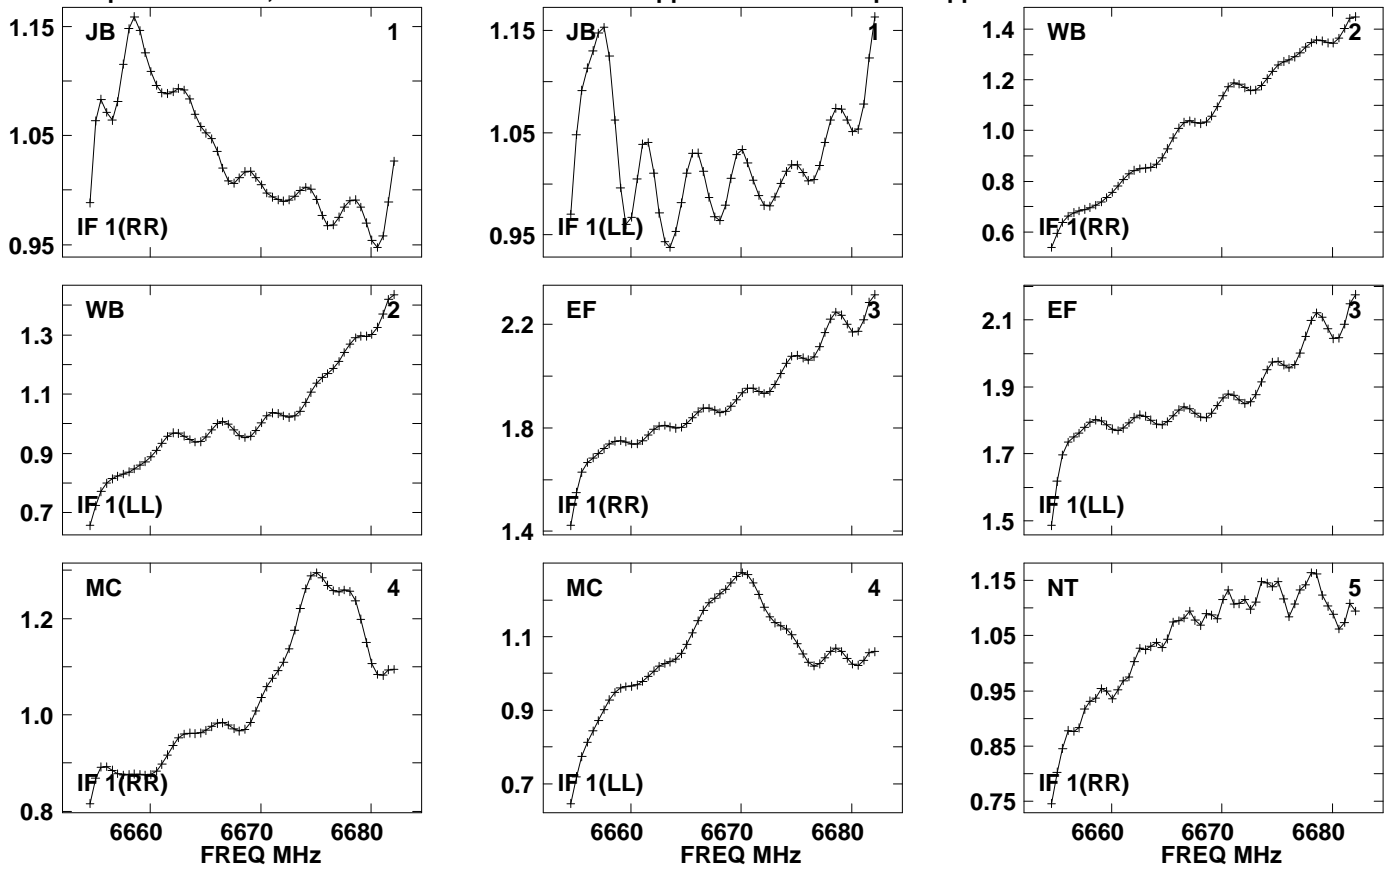 JB 1
1.15
1.05
0.95
IF 1(RR)
JB 1
1.15
1.05
0.95
IF 1(LL)
WB 2
1.4
1.2
1.0
0.8
0.6
IF 1(RR)
WB 2
1.3
1.1
0.9
0.7
IF 1(LL)
EF 3
2.2
1.8
1.4
IF 1(RR)
EF 3
2.1
1.9
1.7
1.5
IF 1(LL)
MC 4
1.2
1.0
0.8
IF 1(RR)
6660 6670 6680
FREQ MHz
MC 4
1.1
0.9
0.7
IF 1(LL)
6660 6670 6680
NT 5
1.15
1.05
0.95
0.85
0.75
IF 1(RR)
6660 6670 6680
FREQ MHz